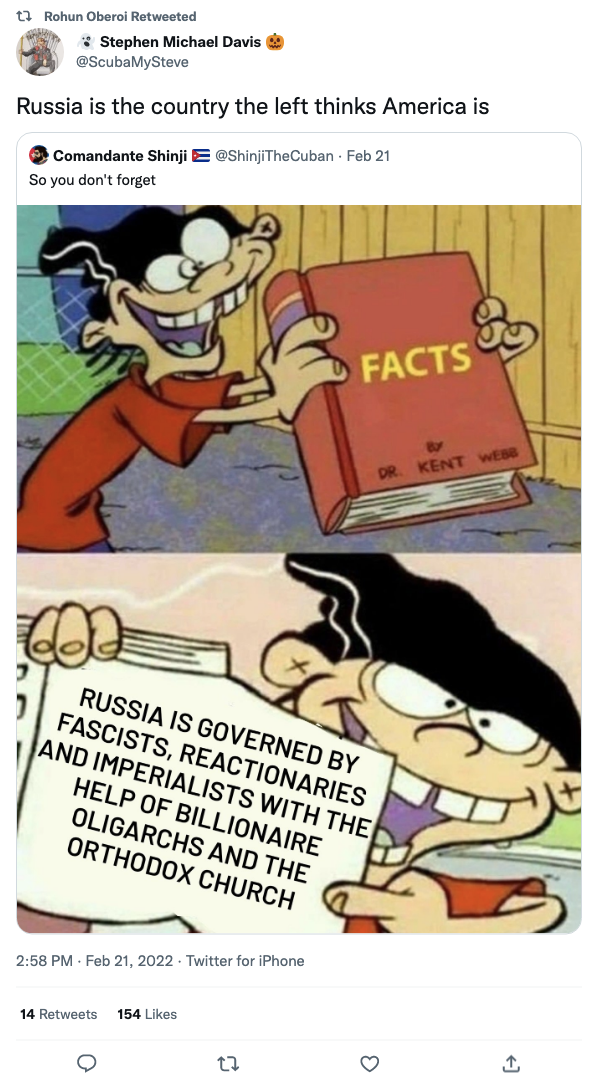 Rohun Oberoi Retweeted
👻 Stephen Michael Davis 🎃
@ScubaMySteve
Russia is the country the left thinks America is
Comandante Shinji 🇨🇺 @ShinjiTheCuban · Feb 21
So you don't forget
FACTS
BY
DR. KENT WEBB
RUSSIA IS GOVERNED BY
FASCISTS, REACTIONARIES
AND IMPERIALISTS WITH THE
HELP OF BILLIONAIRE
OLIGARCHS AND THE
ORTHODOX CHURCH
2:58 PM · Feb 21, 2022 · Twitter for iPhone
14 Retweets 154 Likes